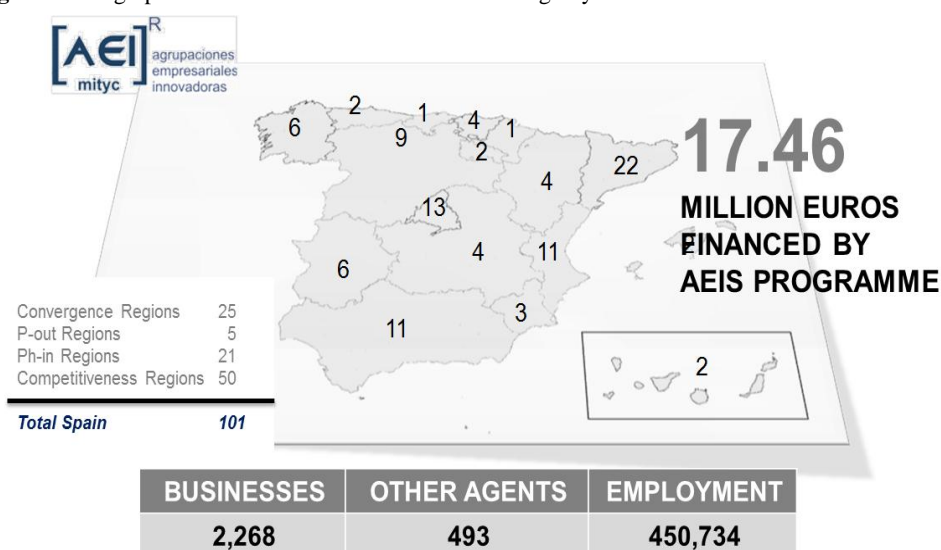 [AEI]R
mityc
agrupaciones
empresariales
innovadoras
2
1
4
1
6
9
2
4
22
13
4
11
6
3
11
2
17.46
MILLION EUROS
FINANCED BY
AEIS PROGRAMME
Convergence Regions 25
P-out Regions 5
Ph-in Regions 21
Competitiveness Regions 50
Total Spain 101
BUSINESSES OTHER AGENTS EMPLOYMENT
2,268 493 450,734